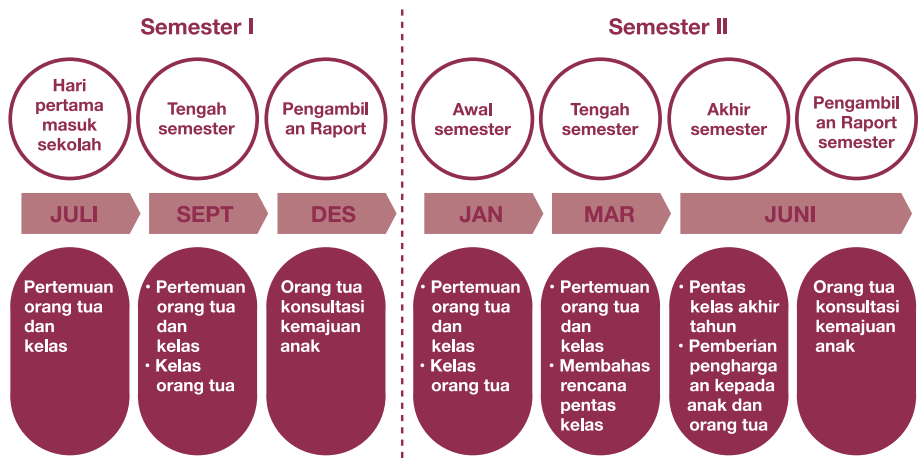 Semester I
Semester II
Hari
pertama
masuk
sekolah
Tengah
semester
Pengambil
an Raport
Awal
semester
Tengah
semester
Akhir
semester
Pengambil
an Raport
semester
JULI
SEPT
DES
JAN
MAR
JUNI
Pertemuan
orang tua
dan
kelas
• Pertemuan
orang tua
dan
kelas
• Kelas
orang tua
Orang tua
konsultasi
kemajuan
anak
• Pertemuan
orang tua
dan
kelas
• Kelas
orang tua
• Pertemuan
orang tua
dan
kelas
• Membahas
rencana
pentas
kelas
• Pentas
kelas akhir
tahun
• Pemberian
pengharga
an kepada
anak dan
orang tua
Orang tua
konsultasi
kemajuan
anak